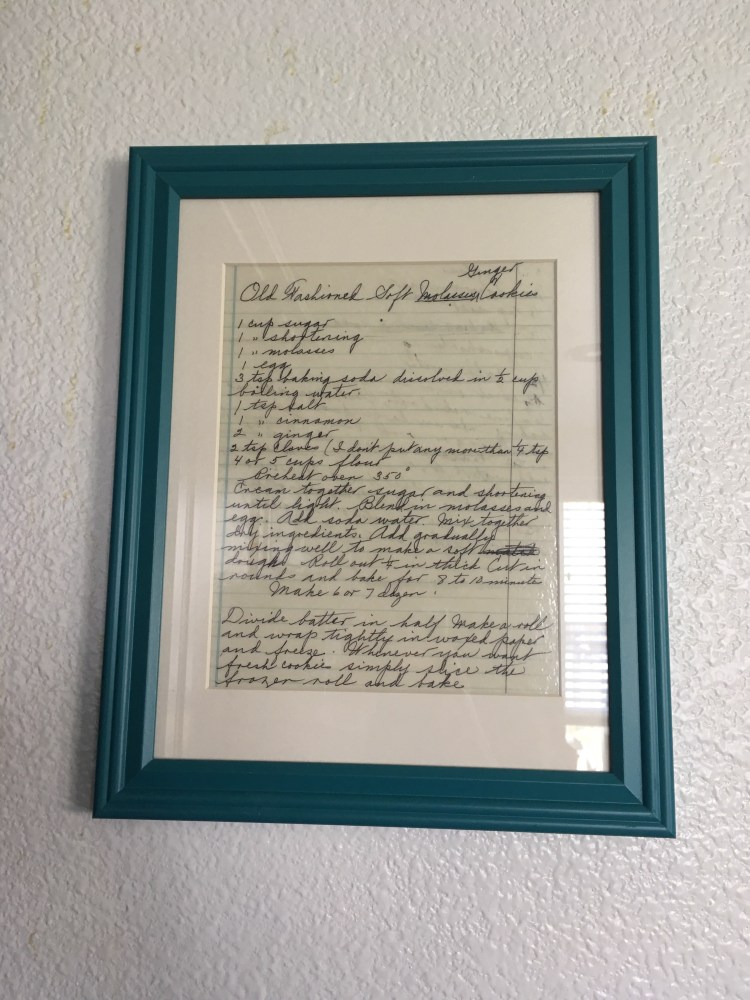 Ginger
Old Fashioned Soft Molasses Cookies
1 cup sugar
1 " shortening
1 " molasses
1 egg
3 tsp baking soda disolved in ½ cup
boiling water.
1 tsp salt
1 " cinnamon
2 " ginger
2 tsp Cloves (I don't put any more than ¼ tsp
4 or 5 cups flour
Preheat oven 350°
Cream together sugar and shortening
until light. Blend in molasses and
egg. Add soda water. Mix together
dry ingredients. Add gradually
mixing well to make a soft
dough. Roll out ¼ in thick Cut in
rounds and bake for 8 to 10 minutes
Make 6 or 7 dozen.
Divide batter in half Make a roll
and wrap tightly in waxed paper
and freeze. Whenever you want
fresh cookies simply slice the
frozen roll and bake